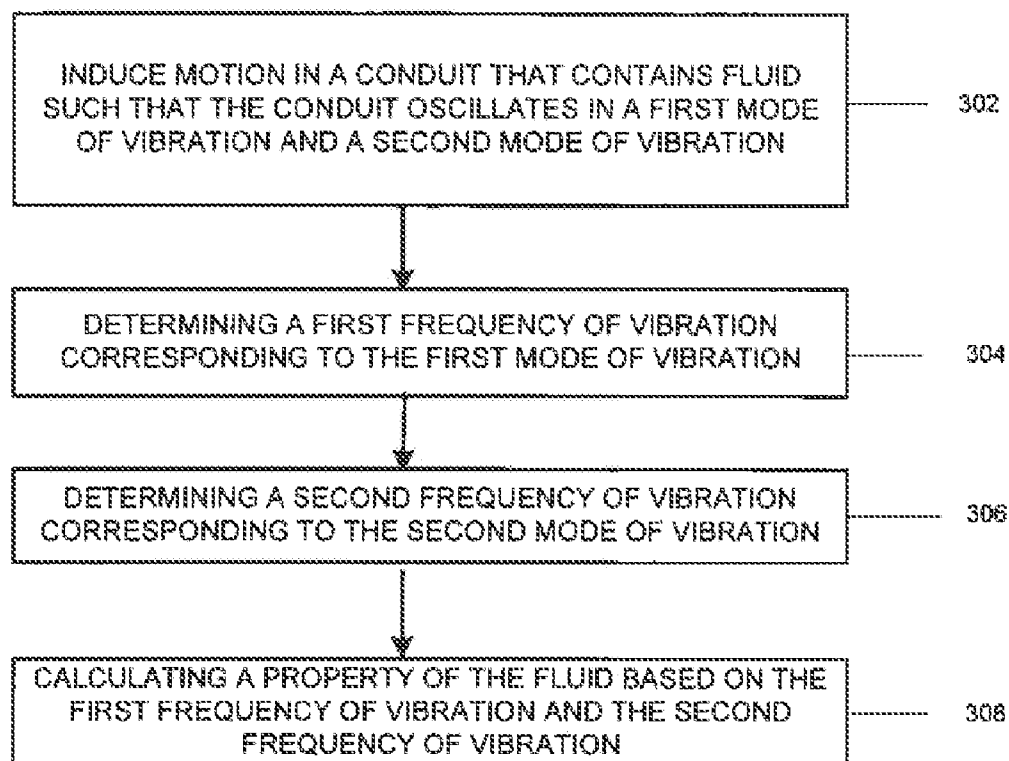 INDUCE MOTION IN A CONDUIT THAT CONTAINS FLUID
SUCH THAT THE CONDUIT OSCILLATES IN A FIRST MODE
OF VIBRATION AND A SECOND MODE OF VIBRATION
302
DETERMINING A FIRST FREQUENCY OF VIBRATION
CORRESPONDING TO THE FIRST MODE OF VIBRATION
304
DETERMINING A SECOND FREQUENCY OF VIBRATION
CORRESPONDING TO THE SECOND MODE OF VIBRATION
306
CALCULATING A PROPERTY OF THE FLUID BASED ON THE
FIRST FREQUENCY OF VIBRATION AND THE SECOND
FREQUENCY OF VIBRATION
308